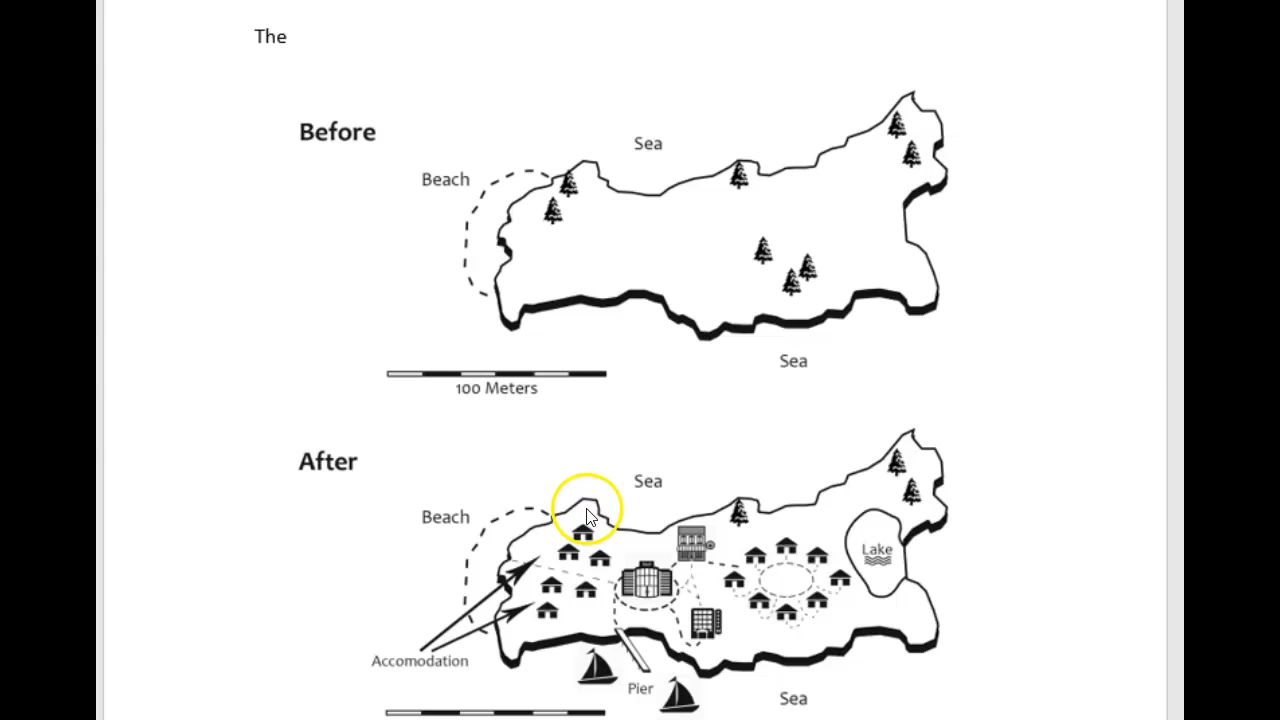 The
Before
Sea
Beach
Sea
100 Meters
After
Sea
Beach
Lake
Accomodation
Pier
Sea